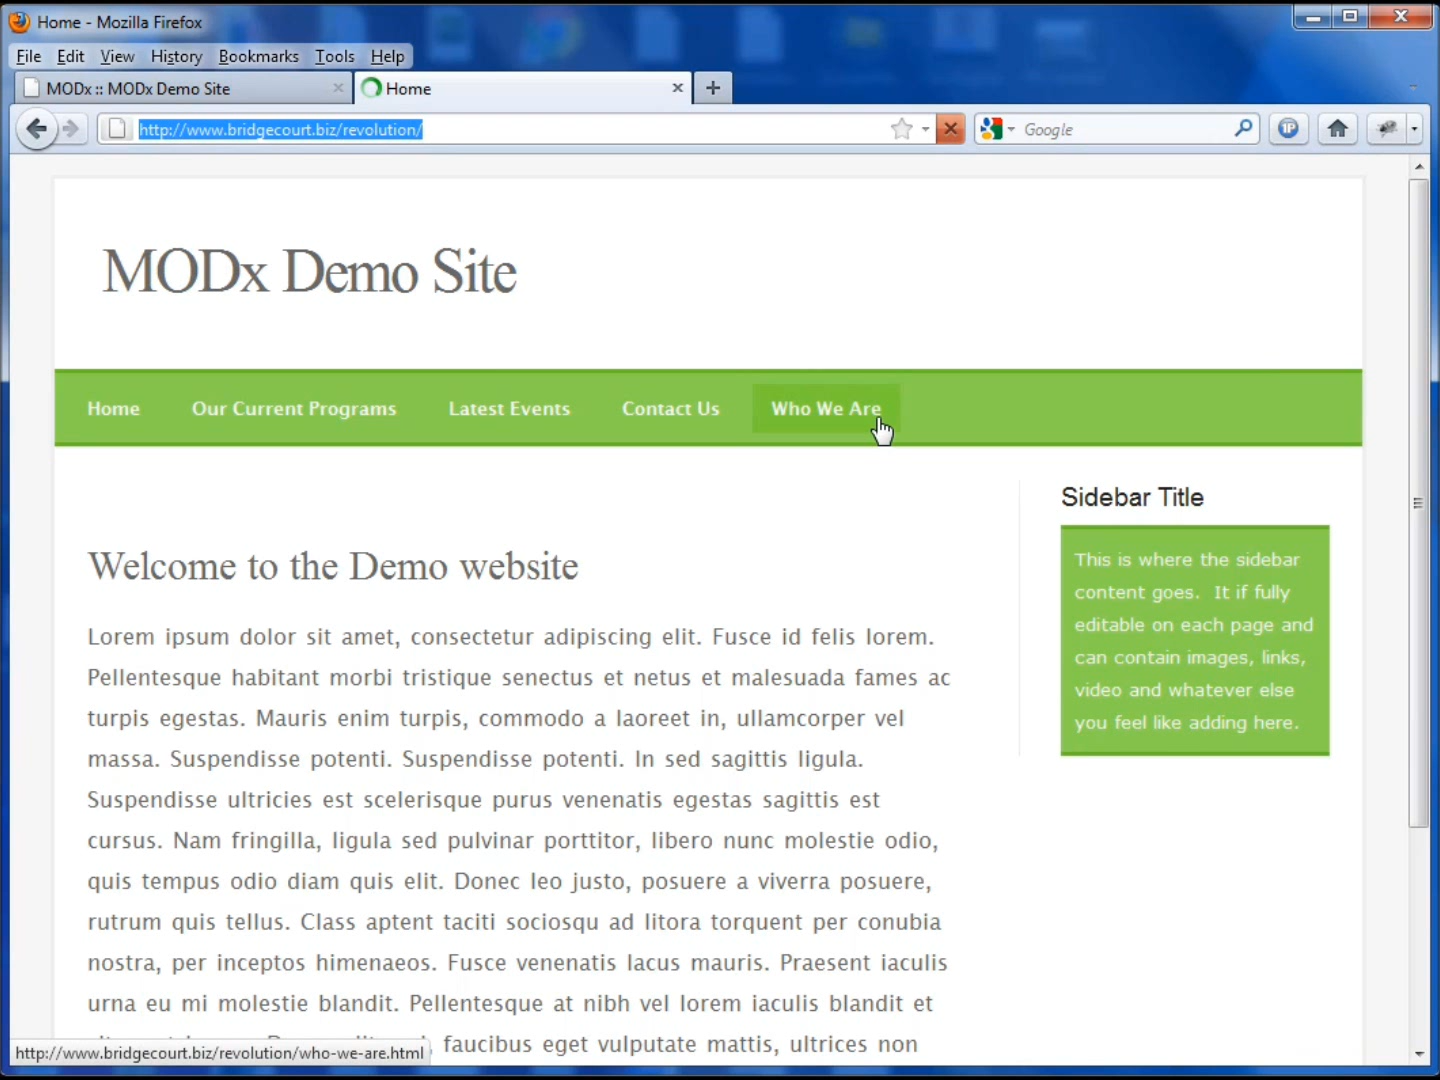 Home - Mozilla Firefox
File Edit View History Bookmarks Tools Help
MODx :: MODx Demo Site
Home
http://www.bridgecourt.biz/revolution/
Google
MODx Demo Site
Home Our Current Programs Latest Events Contact Us Who We Are
Sidebar Title
This is where the sidebar
content goes. It if fully
editable on each page and
can contain images, links,
video and whatever else
you feel like adding here.
Welcome to the Demo website
Lorem ipsum dolor sit amet, consectetur adipiscing elit. Fusce id felis lorem.
Pellentesque habitant morbi tristique senectus et netus et malesuada fames ac
turpis egestas. Mauris enim turpis, commodo a laoreet in, ullamcorper vel
massa. Suspendisse potenti. Suspendisse potenti. In sed sagittis ligula.
Suspendisse ultricies est scelerisque purus venenatis egestas sagittis est
cursus. Nam fringilla, ligula sed pulvinar porttitor, libero nunc molestie odio,
quis tempus odio diam quis elit. Donec leo justo, posuere a viverra posuere,
rutrum quis tellus. Class aptent taciti sociosqu ad litora torquent per conubia
nostra, per inceptos himenaeos. Fusce venenatis lacus mauris. Praesent iaculis
urna eu mi molestie blandit. Pellentesque at nibh vel lorem iaculis blandit et
faucibus eget vulputate mattis, ultrices non
http://www.bridgecourt.biz/revolution/who-we-are.html